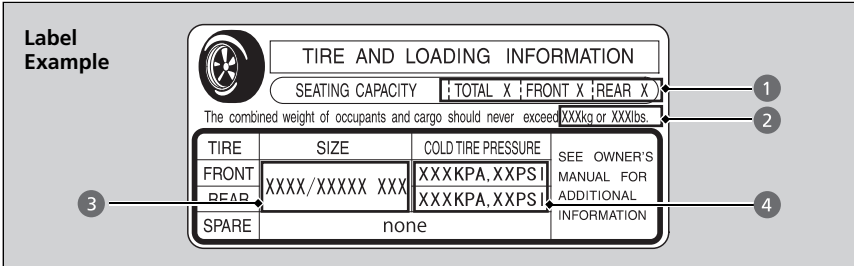 Label
Example
TIRE AND LOADING INFORMATION
SEATING CAPACITY TOTAL X FRONT X REAR X
1
The combined weight of occupants and cargo should never exceed XXXkg or XXXlbs.
2
TIRE SIZE COLD TIRE PRESSURE
SEE OWNER'S
MANUAL FOR
ADDITIONAL
INFORMATION
FRONT XXXX/XXXXX XXX XXXKPA,XXPSI
REAR XXXKPA,XXPSI
3
4
SPARE none